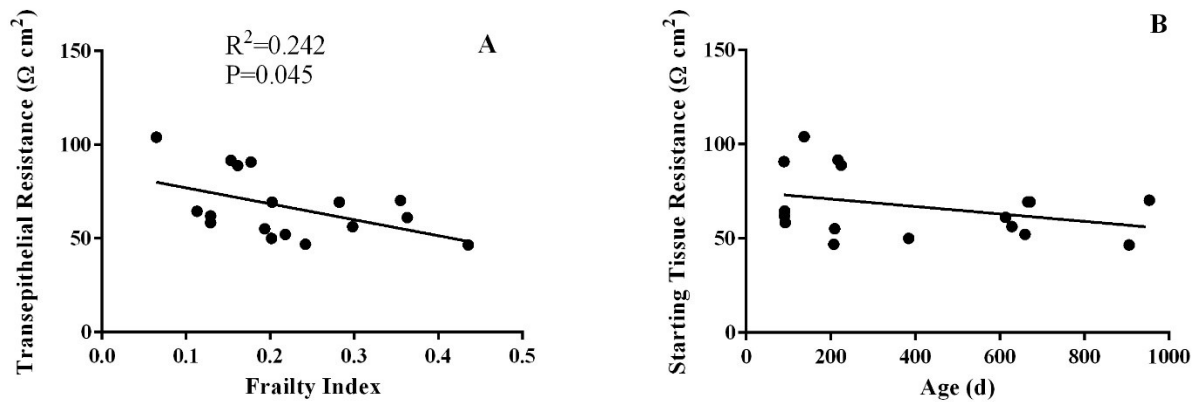 A
R²=0.242
P=0.045
Transepithelial Resistance (Ω cm²)
150
100
50
0
0.0 0.1 0.2 0.3 0.4 0.5
Frailty Index
B
Starting Tissue Resistance (Ω cm²)
150
100
50
0
0 200 400 600 800 1000
Age (d)